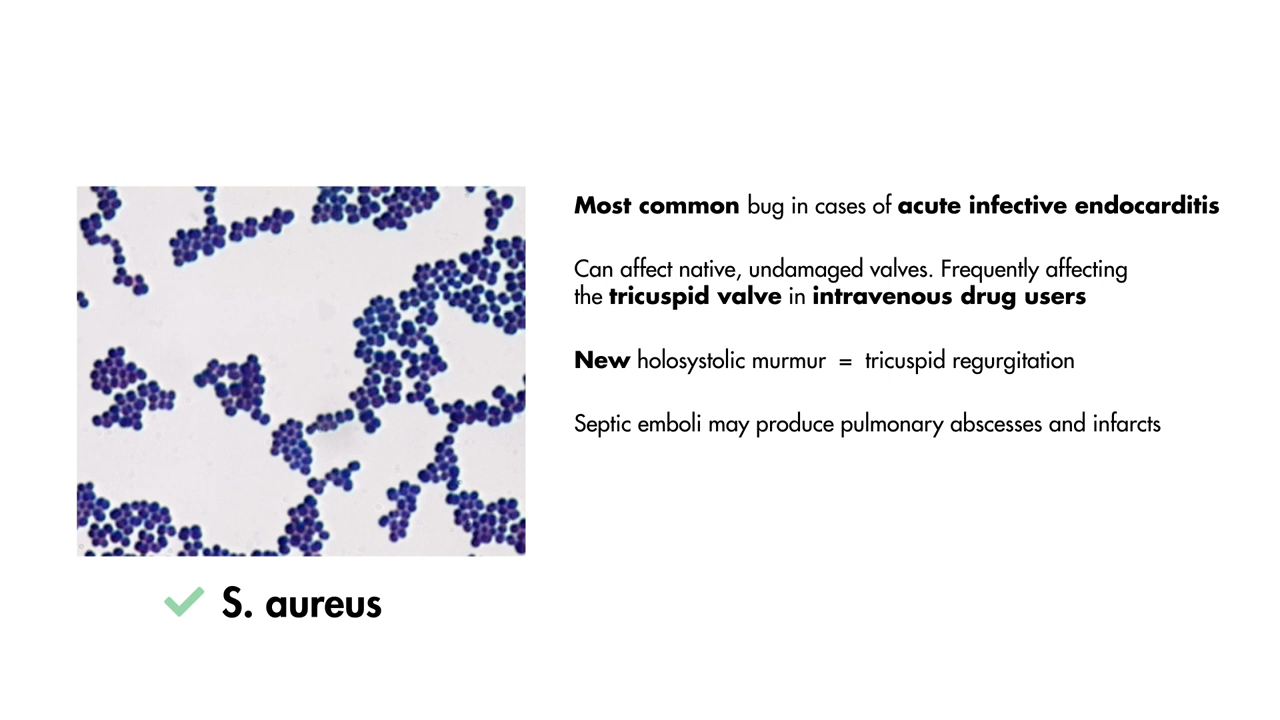 Most common bug in cases of acute infective endocarditis
Can affect native, undamaged valves. Frequently affecting
the tricuspid valve in intravenous drug users
New holosystolic murmur = tricuspid regurgitation
Septic emboli may produce pulmonary abscesses and infarcts
S. aureus